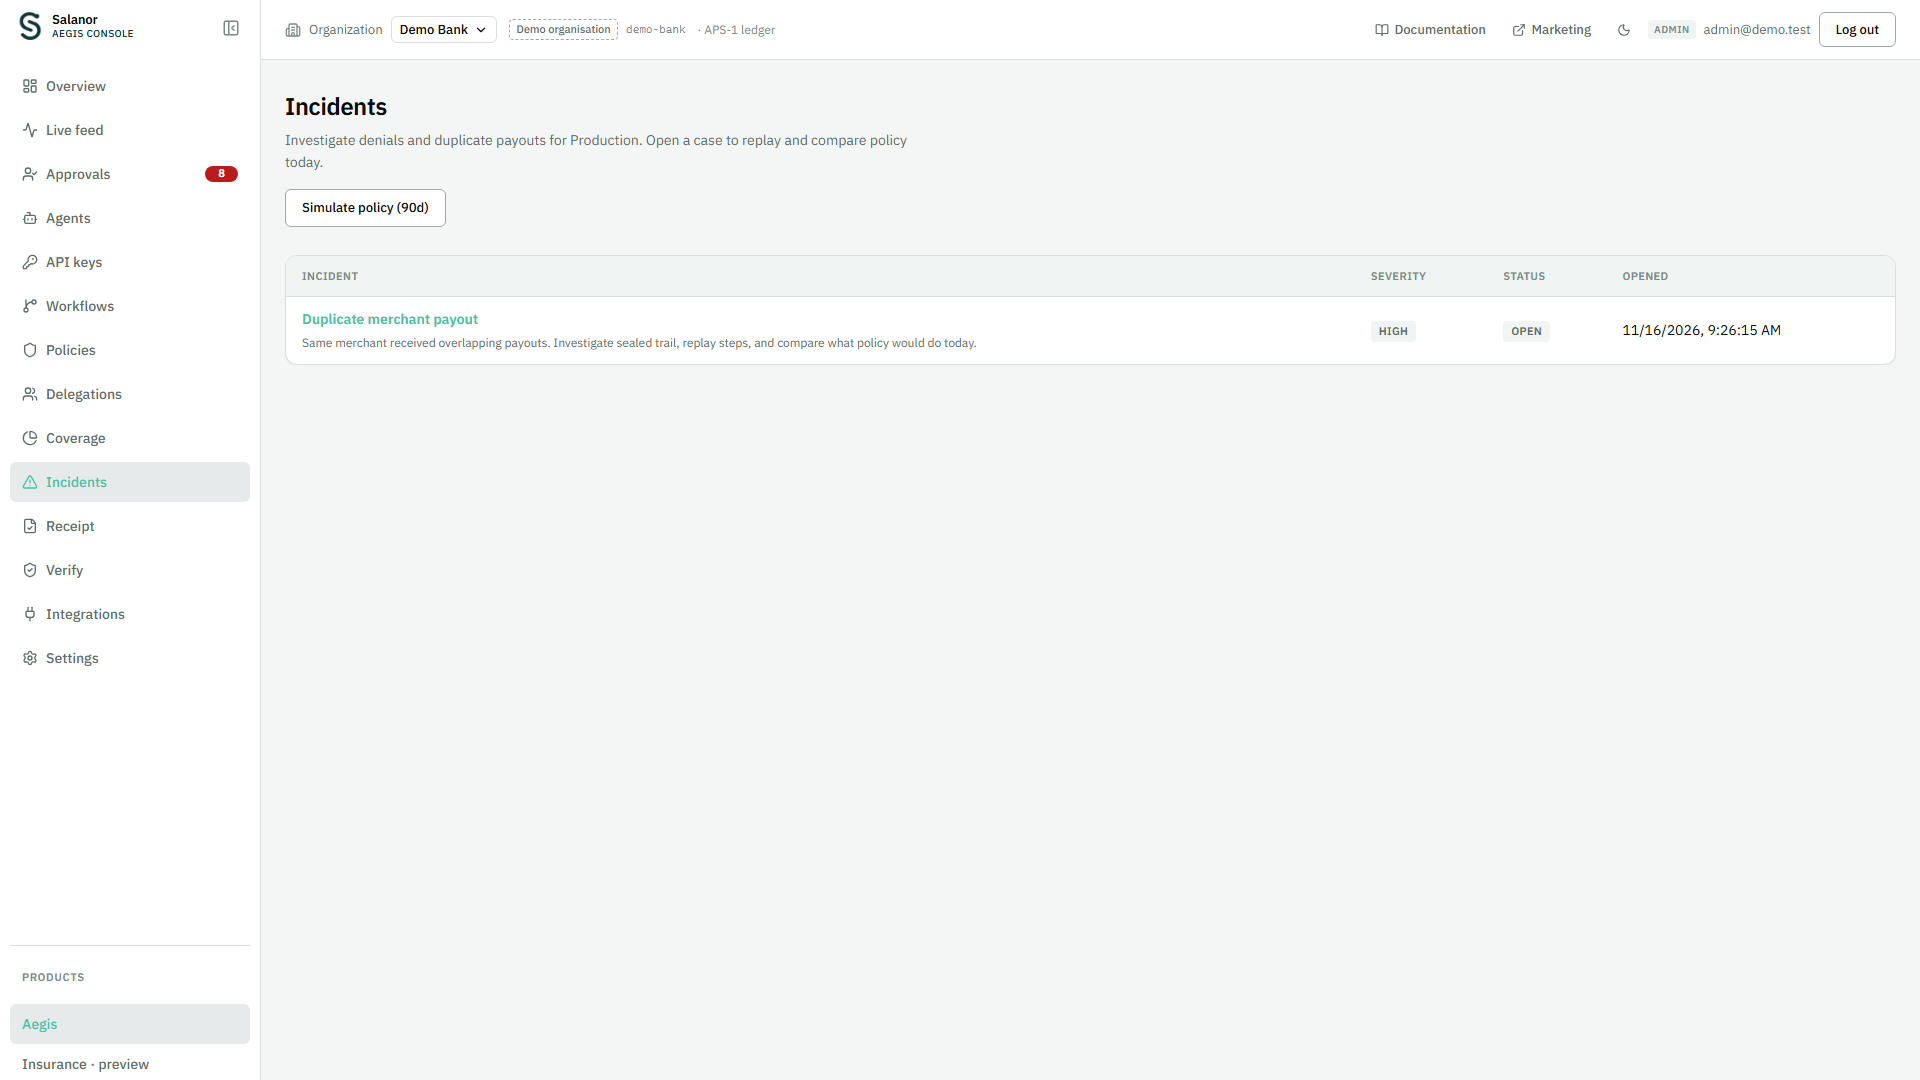 Salanor
AEGIS CONSOLE
Organization
Demo Bank
Demo organisation
demo-bank
· APS-1 ledger
Documentation
Marketing
ADMIN
admin@demo.test
Log out
Overview
Live feed
Approvals
8
Agents
API keys
Workflows
Policies
Delegations
Coverage
Incidents
Receipt
Verify
Integrations
Settings
PRODUCTS
Aegis
Insurance · preview
Incidents
Investigate denials and duplicate payouts for Production. Open a case to replay and compare policy
today.
Simulate policy (90d)
INCIDENT SEVERITY STATUS OPENED
Duplicate merchant payout
Same merchant received overlapping payouts. Investigate sealed trail, replay steps, and compare what policy would do today.
HIGH
OPEN
11/16/2026, 9:26:15 AM